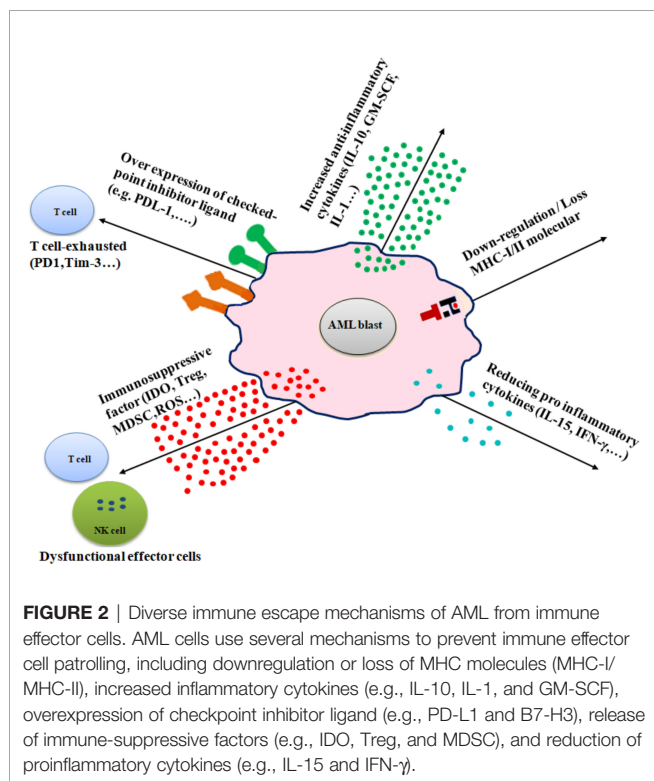 Increased anti-inflammatory
cytokines (IL-10, GM-SCF,
IL-1…)
Over expression of checked-
point inhibitor ligand
(e.g. PDL-1,….)
T cell
T cell-exhausted
(PD1,Tim-3…)
Down-regulation / Loss
MHC-I/II molecular
AML blast
Immunosuppressive
factor (IDO, Treg,
MDSC,ROS…)
Reducing pro inflammatory
cytokines (IL-15, IFN-γ,…)
T cell
NK cell
Dysfunctional effector cells
FIGURE 2 | Diverse immune escape mechanisms of AML from immune
effector cells. AML cells use several mechanisms to prevent immune effector
cell patrolling, including downregulation or loss of MHC molecules (MHC-I/
MHC-II), increased inflammatory cytokines (e.g., IL-10, IL-1, and GM-SCF),
overexpression of checkpoint inhibitor ligand (e.g., PD-L1 and B7-H3), release
of immune-suppressive factors (e.g., IDO, Treg, and MDSC), and reduction of
proinflammatory cytokines (e.g., IL-15 and IFN-γ).